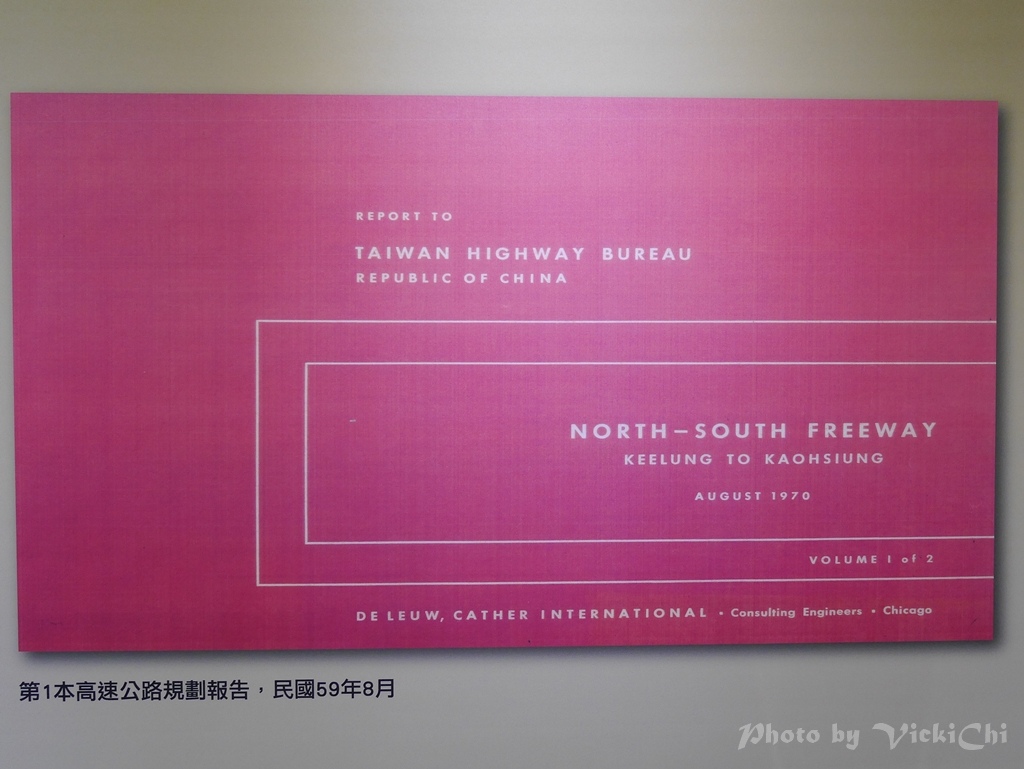 REPORT TO
TAIWAN HIGHWAY BUREAU
REPUBLIC OF CHINA
NORTH-SOUTH FREEWAY
KEELUNG TO KAOHSIUNG
AUGUST 1970
VOLUME 1 of 2
DE LEUW, CATHER INTERNATIONAL • Consulting Engineers • Chicago
第1本高速公路規劃報告，民國59年8月
Photo by VickiChi